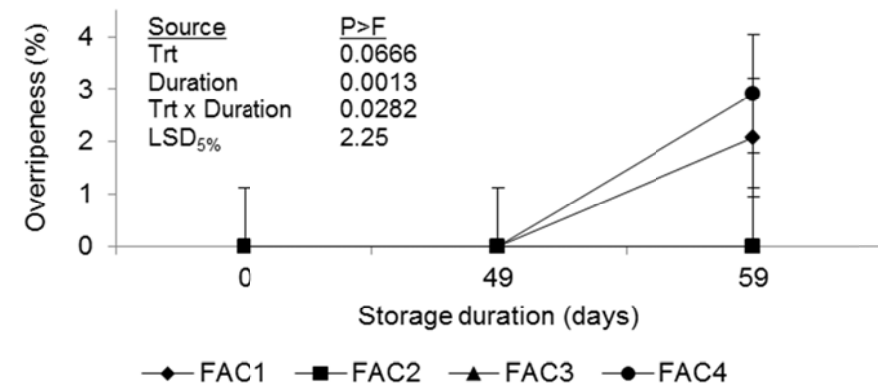 Source P>F
Trt 0.0666
Duration 0.0013
Trt x Duration 0.0282
LSD5% 2.25
Overripeness (%)
4
3
2
1
0
0 49 59
Storage duration (days)
FAC1 FAC2 FAC3 FAC4